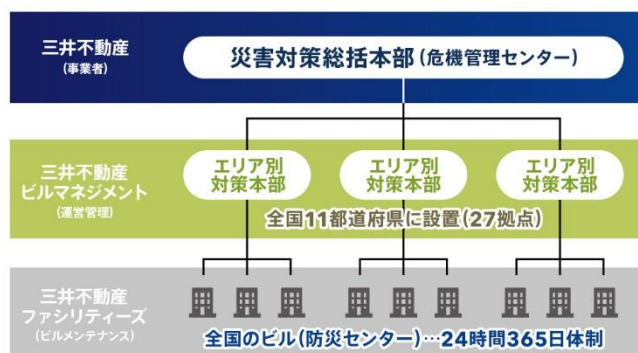 三井不動産
(事業者)
災害対策総括本部(危機管理センター)
三井不動産
ビルマネジメント
(運営管理)
エリア別
対策本部
エリア別
対策本部
エリア別
対策本部
全国11都道府県に設置(27拠点)
三井不動産
ファシリティーズ
(ビルメンテナンス)
全国のビル(防災センター)…24時間365日体制